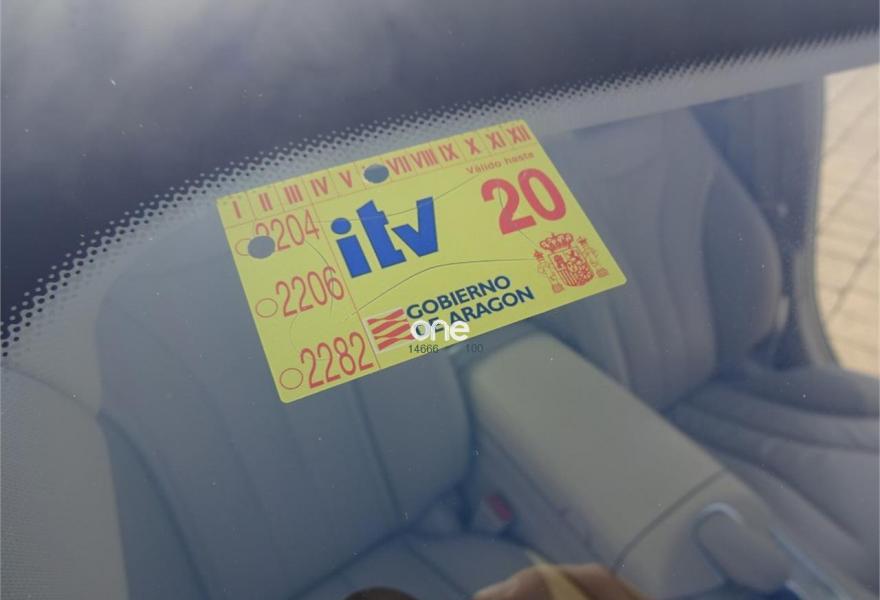 I II III IV V VII VIII IX X XI XII
Válido hasta
20
2204
itv
2206
GOBIERNO
DE ARAGON
2282
one
14666 100